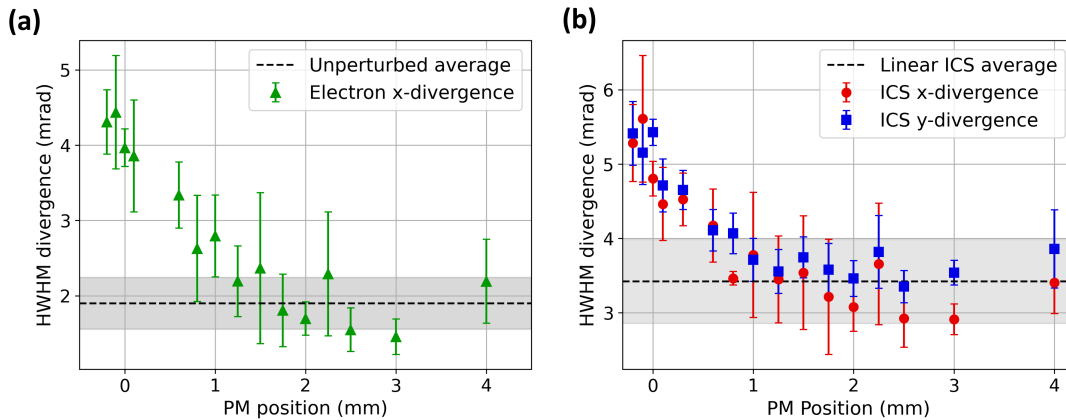 (a)
HWHM divergence (mrad)
5
4
3
2
Unperturbed average
Electron x-divergence
0 1 2 3 4
PM position (mm)
(b)
HWHM divergence (mrad)
6
5
4
3
Linear ICS average
ICS x-divergence
ICS y-divergence
0 1 2 3 4
PM Position (mm)